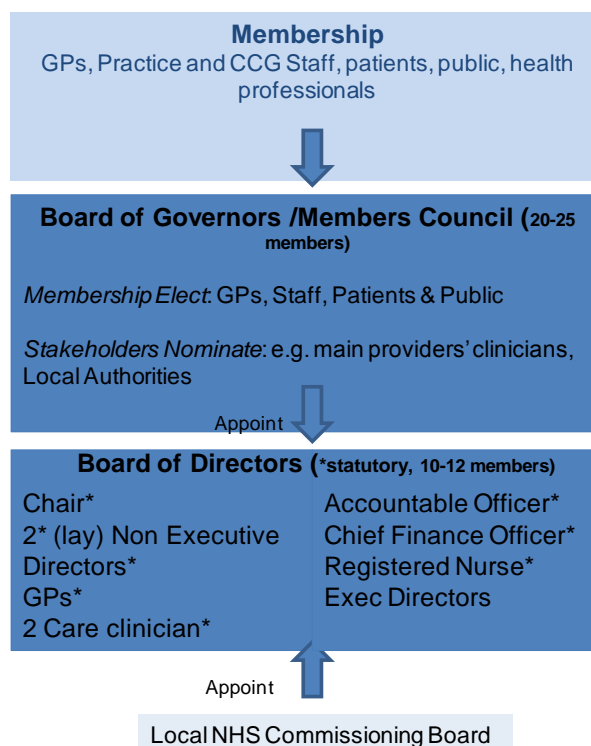 Membership
GPs, Practice and CCG Staff, patients, public, health
professionals
Board of Governors /Members Council (20-25
members)
Membership Elect: GPs, Staff, Patients & Public
Stakeholders Nominate: e.g. main providers' clinicians,
Local Authorities
Appoint
Board of Directors (*statutory, 10-12 members)
Chair*
2* (lay) Non Executive
Directors*
GPs*
2 Care clinician*
Accountable Officer*
Chief Finance Officer*
Registered Nurse*
Exec Directors
Appoint
Local NHS Commissioning Board